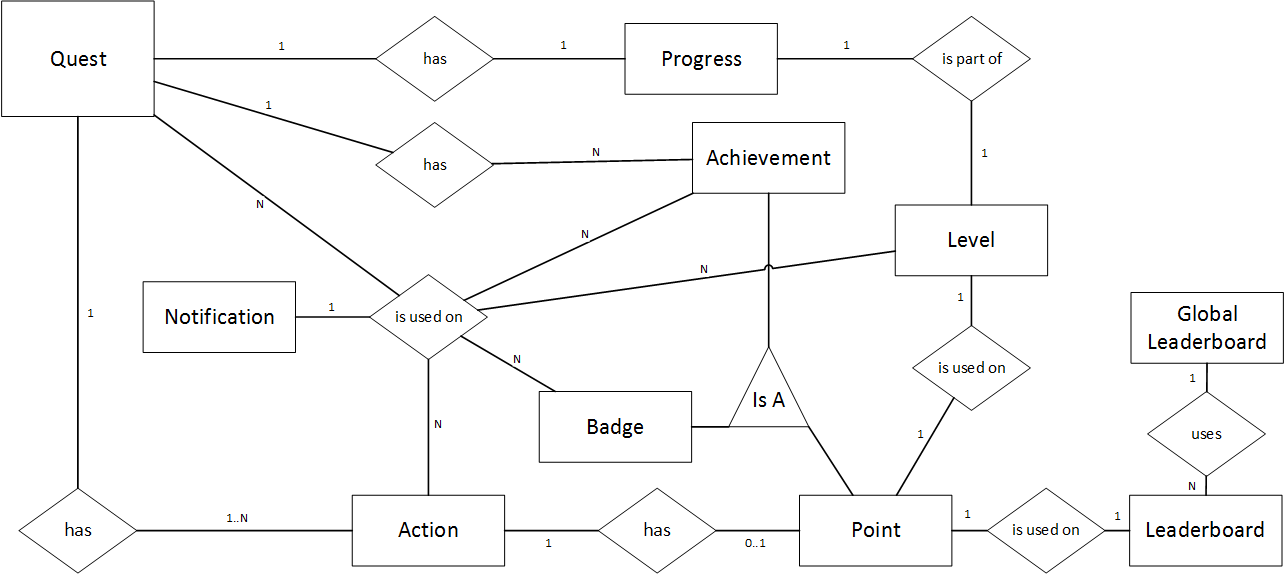 Quest
1
has
1
Progress
1
is part of
1
has
N
Achievement
1
N
N
Level
N
1
Notification
1
is used on
1
Global
Leaderboard
N
is used on
1
Is A
N
Badge
1
uses
N
1..N
has
Action
1
has
0..1
Point
1
is used on
1
Leaderboard